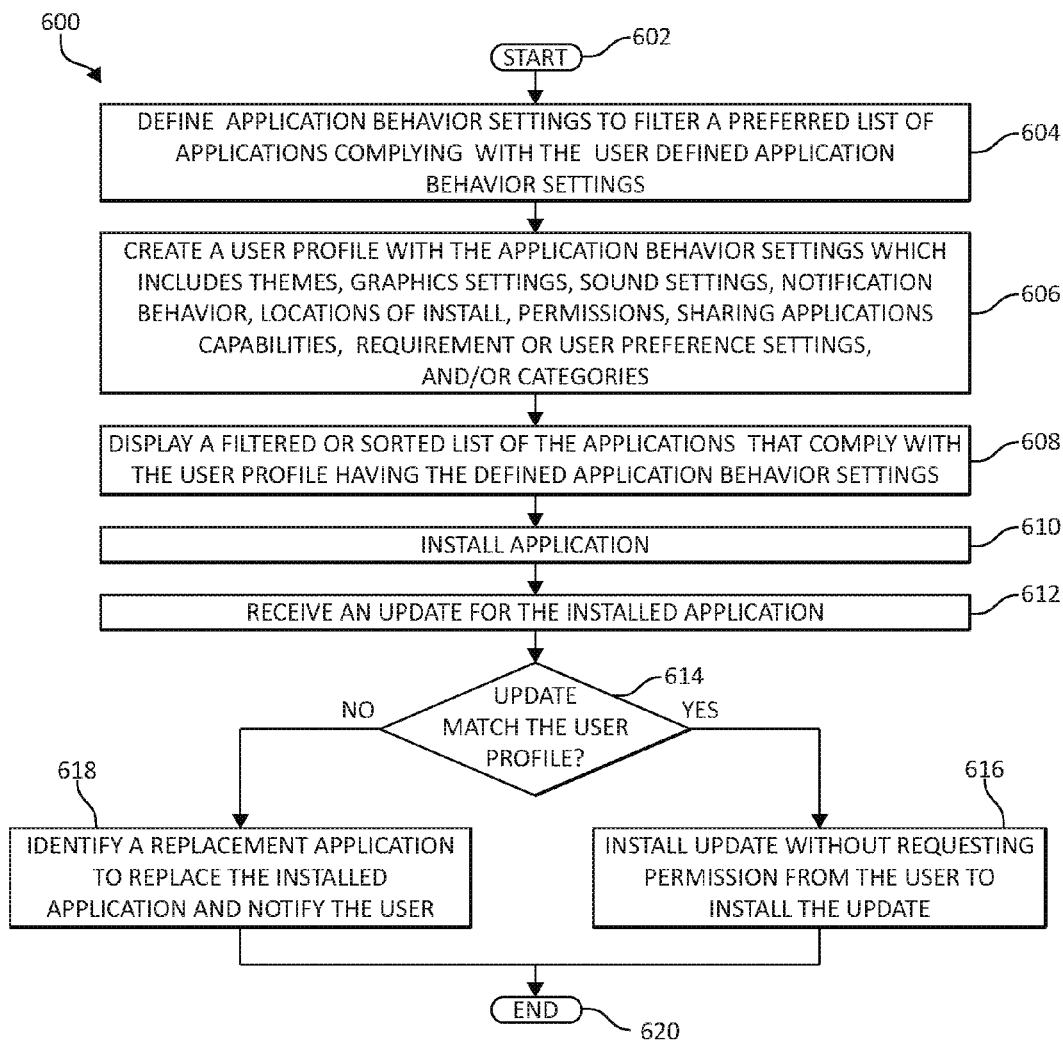 600
602
START
DEFINE APPLICATION BEHAVIOR SETTINGS TO FILTER A PREFERRED LIST OF
APPLICATIONS COMPLYING WITH THE USER DEFINED APPLICATION
BEHAVIOR SETTINGS
604
CREATE A USER PROFILE WITH THE APPLICATION BEHAVIOR SETTINGS WHICH
INCLUDES THEMES, GRAPHICS SETTINGS, SOUND SETTINGS, NOTIFICATION
BEHAVIOR, LOCATIONS OF INSTALL, PERMISSIONS, SHARING APPLICATIONS
CAPABILITIES, REQUIREMENT OR USER PREFERENCE SETTINGS,
AND/OR CATEGORIES
606
DISPLAY A FILTERED OR SORTED LIST OF THE APPLICATIONS THAT COMPLY WITH
THE USER PROFILE HAVING THE DEFINED APPLICATION BEHAVIOR SETTINGS
608
INSTALL APPLICATION
610
RECEIVE AN UPDATE FOR THE INSTALLED APPLICATION
612
614
NO
UPDATE
MATCH THE USER
PROFILE?
YES
618
IDENTIFY A REPLACEMENT APPLICATION
TO REPLACE THE INSTALLED
APPLICATION AND NOTIFY THE USER
616
INSTALL UPDATE WITHOUT REQUESTING
PERMISSION FROM THE USER TO
INSTALL THE UPDATE
END
620